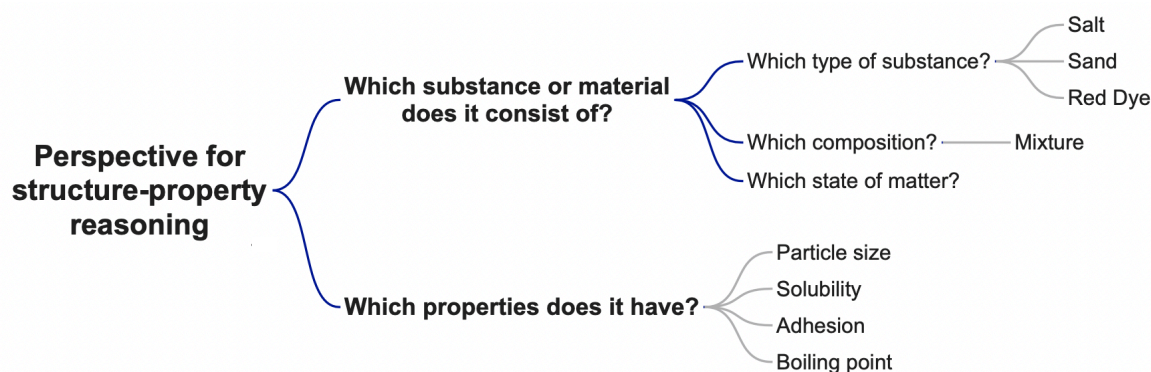 Perspective for
structure-property
reasoning
Which substance or material
does it consist of?
Which type of substance?
Salt
Sand
Red Dye
Which composition?
Mixture
Which state of matter?
Which properties does it have?
Particle size
Solubility
Adhesion
Boiling point